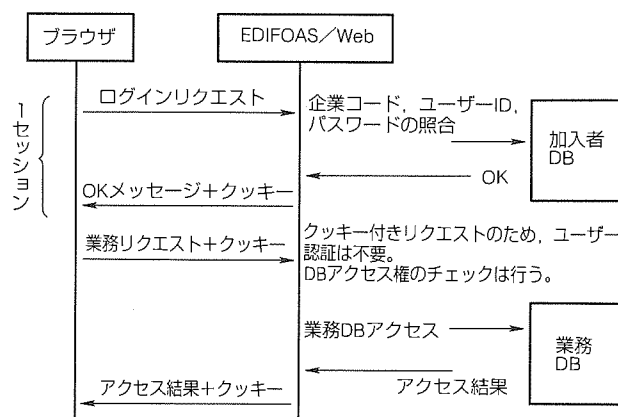 ブラウザ
EDIFOAS/Web
1セッション
ログインリクエスト
企業コード,ユーザーID,
パスワードの照合
加入者
DB
OK
OKメッセージ+クッキー
業務リクエスト+クッキー
クッキー付きリクエストのため,ユーザー
認証は不要。
DBアクセス権のチェックは行う。
業務DBアクセス
業務
DB
アクセス結果
アクセス結果+クッキー